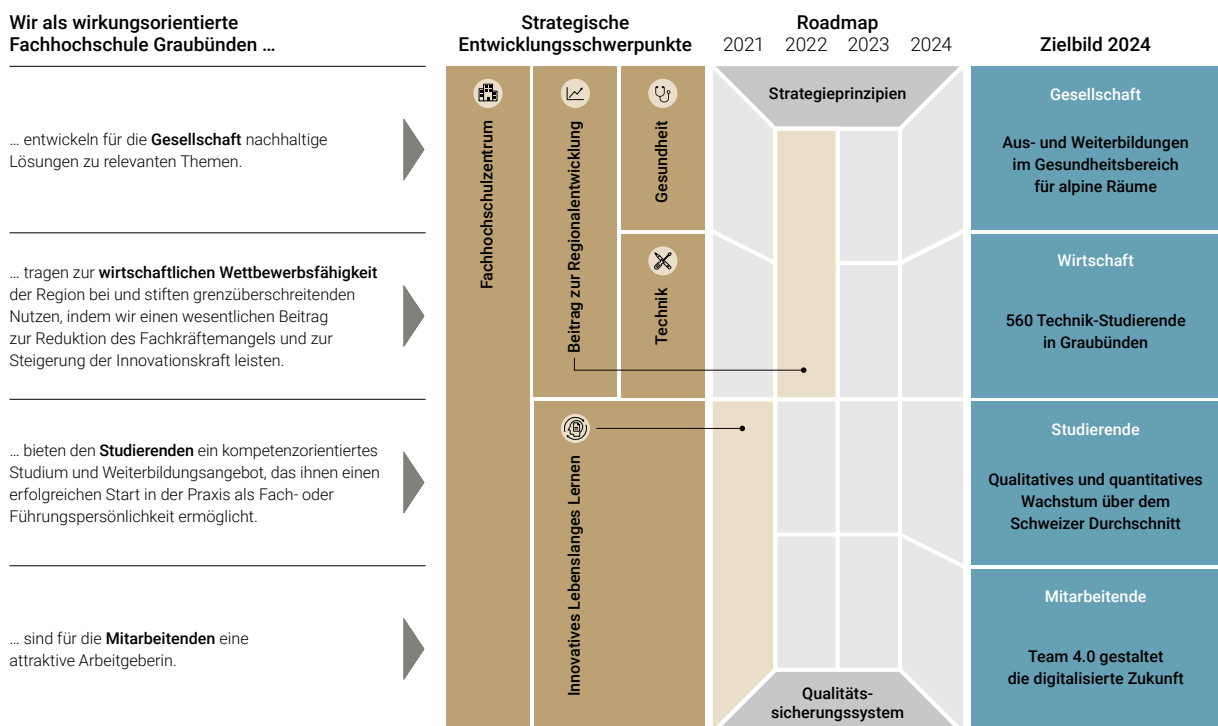 Wir als wirkungsorientierte
Fachhochschule Graubünden ...
Strategische
Entwicklungsschwerpunkte
Roadmap
2021 2022 2023 2024
Zielbild 2024
... entwickeln für die Gesellschaft nachhaltige
Lösungen zu relevanten Themen.
... tragen zur wirtschaftlichen Wettbewerbsfähigkeit
der Region bei und stiften grenzüberschreitenden
Nutzen, indem wir einen wesentlichen Beitrag
zur Reduktion des Fachkräftemangels und zur
Steigerung der Innovationskraft leisten.
... bieten den Studierenden ein kompetenzorientiertes
Studium und Weiterbildungsangebot, das ihnen einen
erfolgreichen Start in der Praxis als Fach- oder
Führungspersönlichkeit ermöglicht.
... sind für die Mitarbeitenden eine
attraktive Arbeitgeberin.
Fachhochschulzentrum
Beitrag zur Regionalentwicklung
Gesundheit
Technik
Innovatives Lebenslanges Lernen
Strategieprinzipien
Qualitäts-
sicherungssystem
Gesellschaft
Aus- und Weiterbildungen
im Gesundheitsbereich
für alpine Räume
Wirtschaft
560 Technik-Studierende
in Graubünden
Studierende
Qualitatives und quantitatives
Wachstum über dem
Schweizer Durchschnitt
Mitarbeitende
Team 4.0 gestaltet
die digitalisierte Zukunft